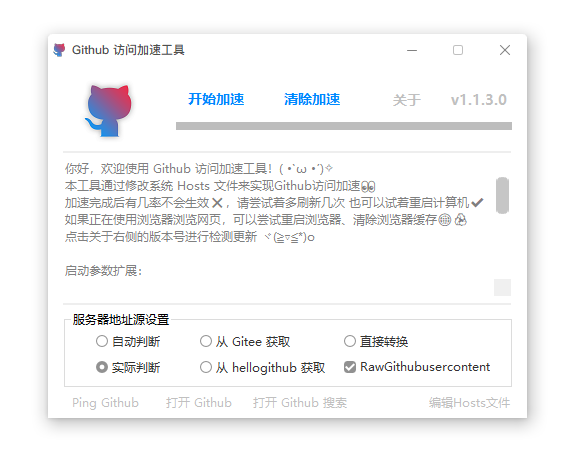 Github 访问加速工具
开始加速 清除加速 关于 v1.1.3.0
你好，欢迎使用 Github 访问加速工具！( •̀ ω •́ )✧
本工具通过修改系统 Hosts 文件来实现Github访问加速👀
加速完成后有几率不会生效❌，请尝试着多刷新几次 也可以试着重启计算机✔
如果正在使用浏览器浏览网页，可以尝试重启浏览器、清除浏览器缓存
点击关于右侧的版本号进行检测更新 ヾ(≧▽≦*)o
启动参数扩展：
服务器地址源设置
自动判断 从 Gitee 获取 直接转换
实际判断 从 hellogithub 获取 RawGithubusercontent
Ping Github 打开 Github 打开 Github 搜索 编辑Hosts文件